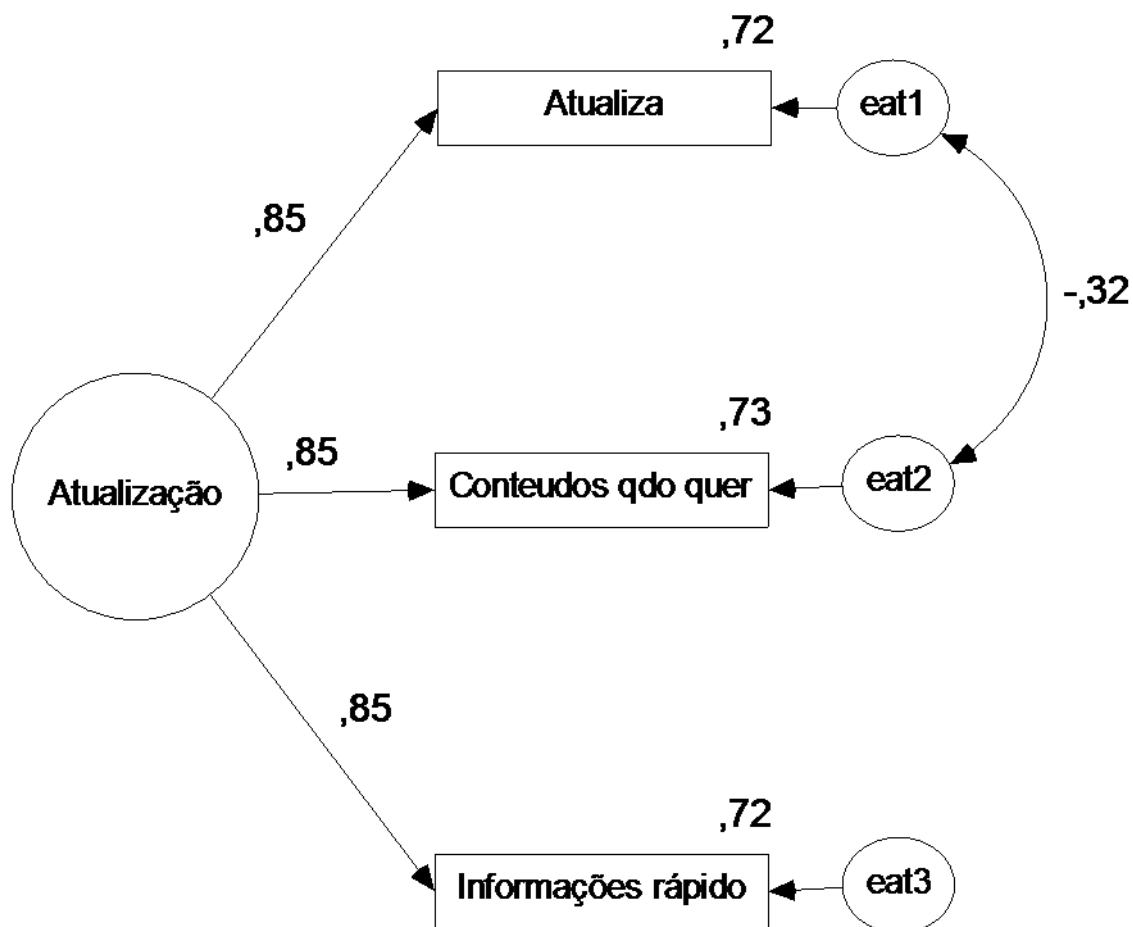 ,72
Atualiza
eat1
,85
-,32
,73
,85
Conteudos qdo quer
eat2
Atualização
,85
,72
Informações rápido
eat3